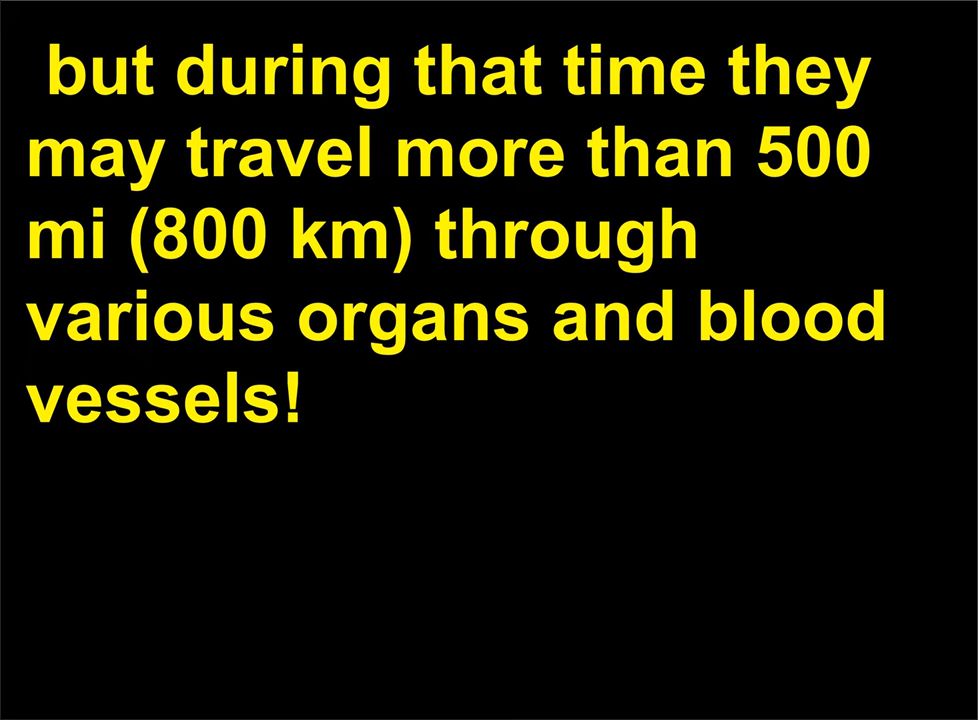 but during that time they
may travel more than 500
mi (800 km) through
various organs and blood
vessels!